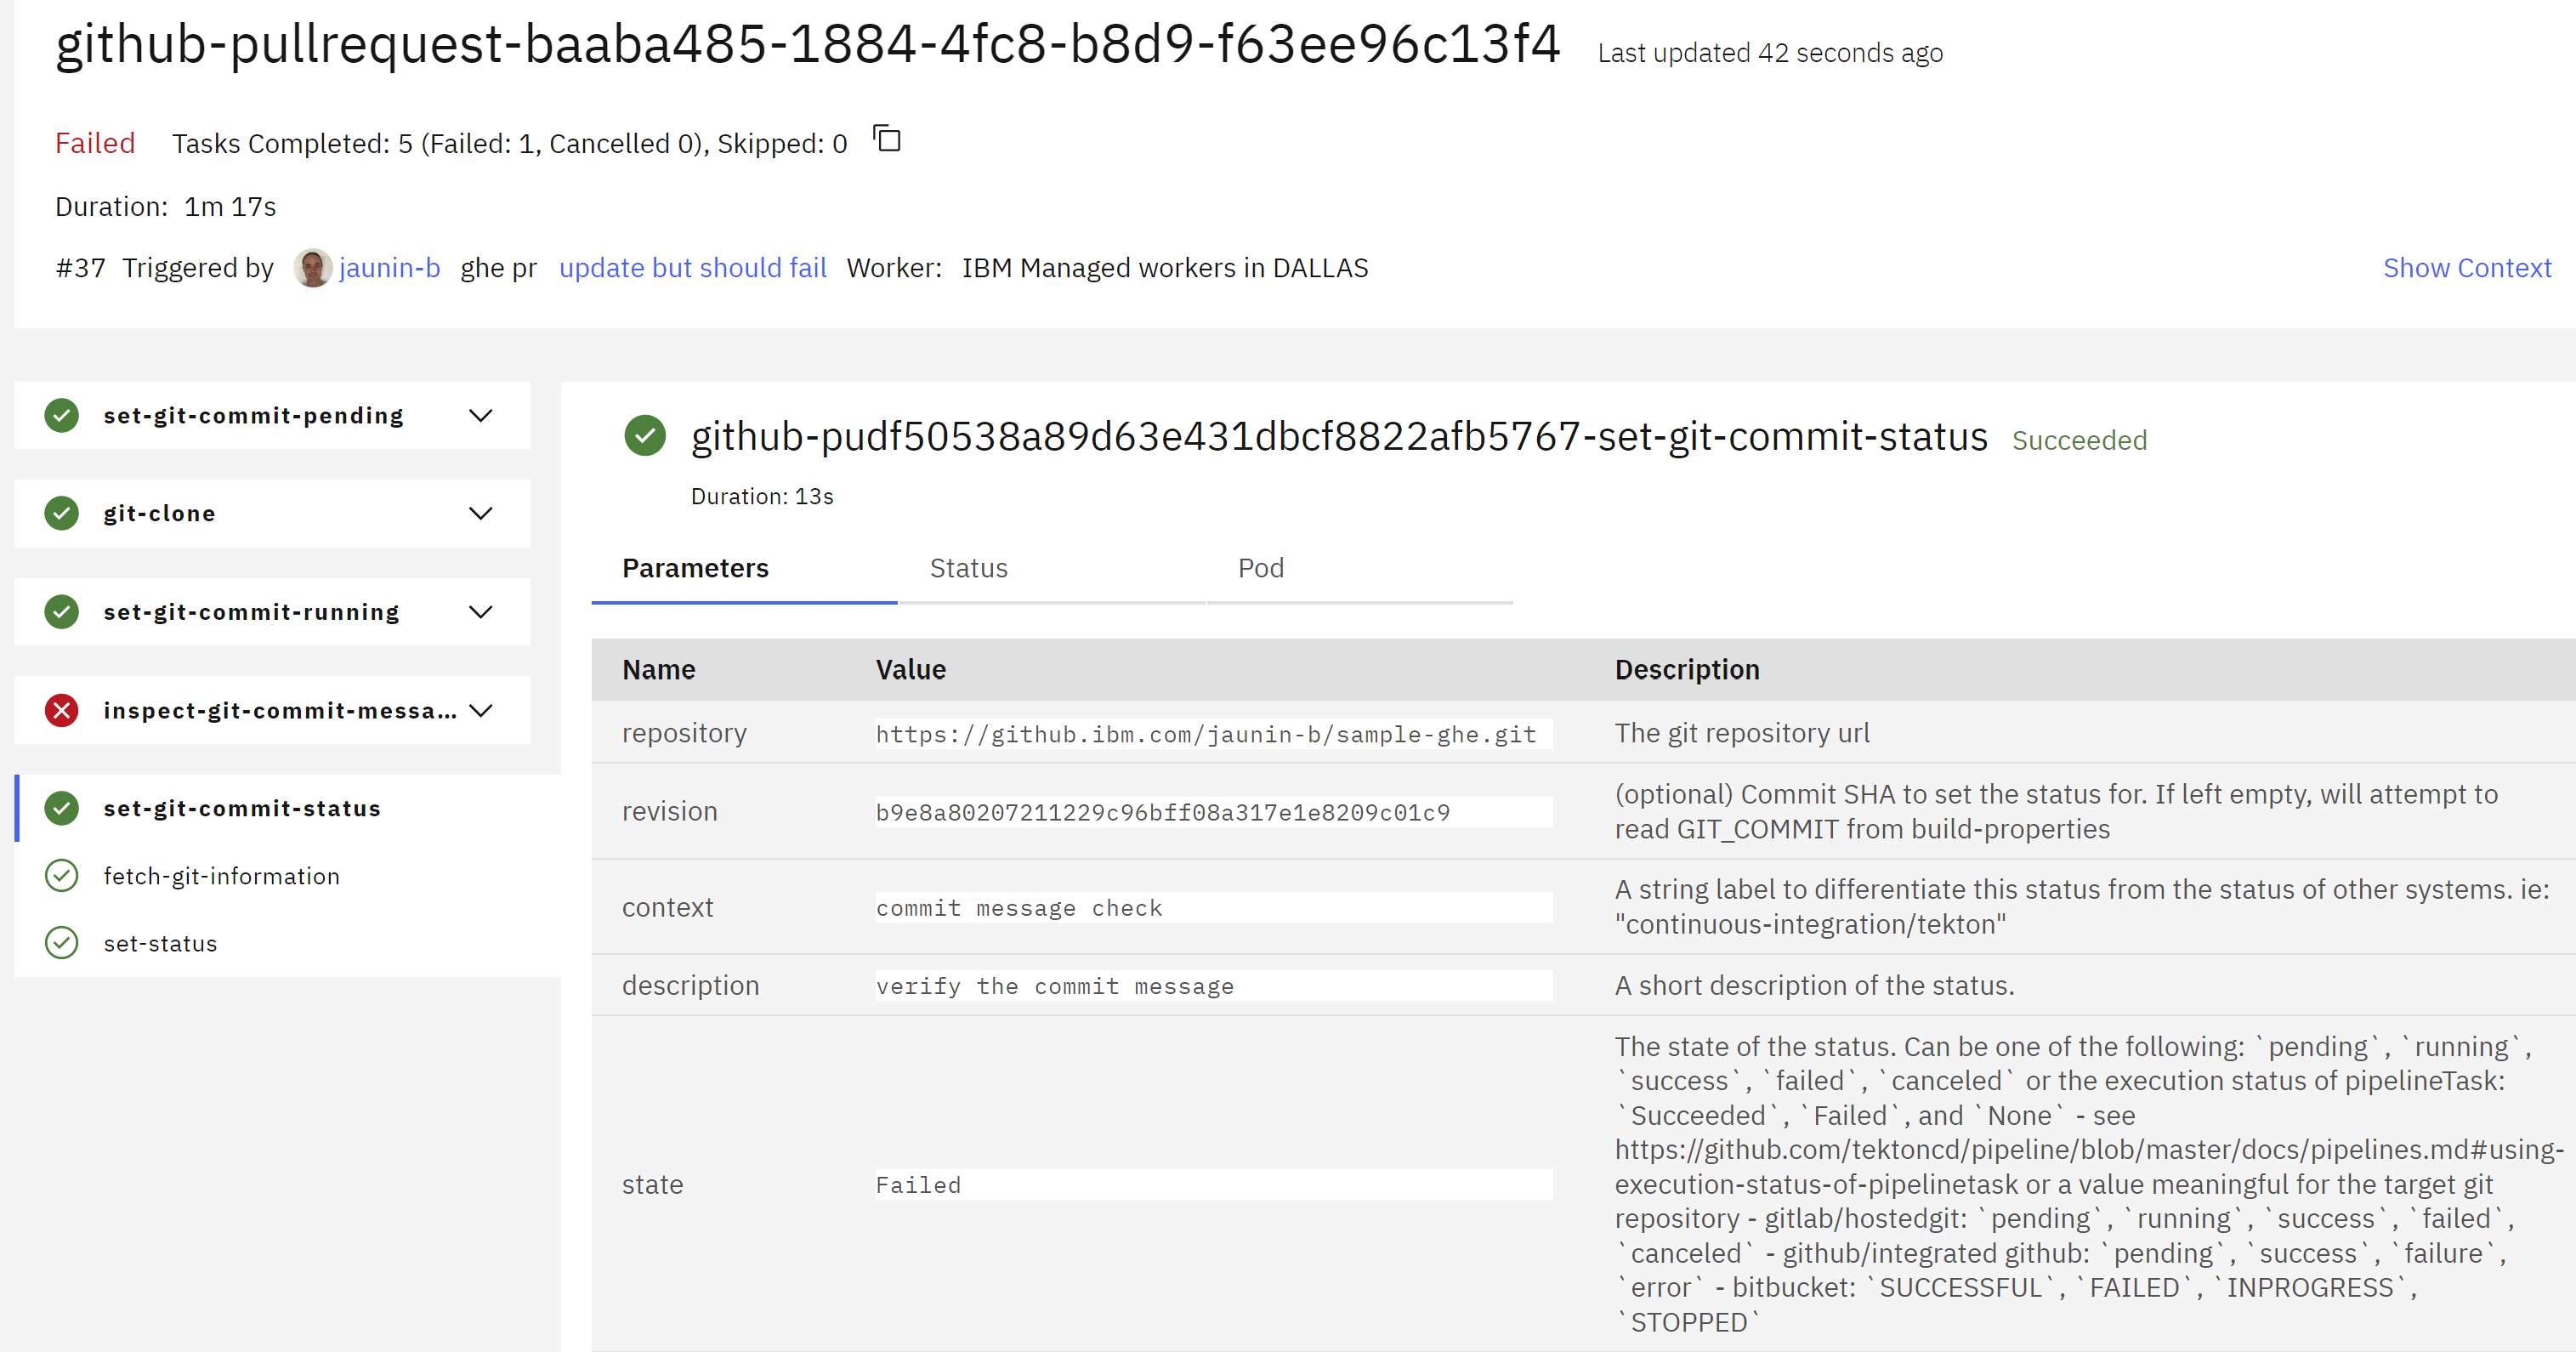 github-pullrequest-baaba485-1884-4fc8-b8d9-f63ee96c13f4 Last updated 42 seconds ago
Failed Tasks Completed: 5 (Failed: 1, Cancelled 0), Skipped: 0
Duration: 1m 17s
#37 Triggered by jaunin-b ghe pr update but should fail Worker: IBM Managed workers in DALLAS Show Context
set-git-commit-pending
git-clone
set-git-commit-running
inspect-git-commit-messa...
set-git-commit-status
fetch-git-information
set-status
github-pudf50538a89d63e431dbcf8822afb5767-set-git-commit-status Succeeded
Duration: 13s
Parameters Status Pod
Name Value Description
repository https://github.ibm.com/jaunin-b/sample-ghe.git The git repository url
revision b9e8a80207211229c96bff08a317e1e8209c01c9 (optional) Commit SHA to set the status for. If left empty, will attempt to
read GIT_COMMIT from build-properties
context commit message check A string label to differentiate this status from the status of other systems. ie:
"continuous-integration/tekton"
description verify the commit message A short description of the status.
state Failed The state of the status. Can be one of the following: `pending`, `running`,
`success`, `failed`, `canceled` or the execution status of pipelineTask:
`Succeeded`, `Failed`, and `None` - see
https://github.com/tektoncd/pipeline/blob/master/docs/pipelines.md#using-
execution-status-of-pipelinetask or a value meaningful for the target git
repository - gitlab/hostedgit: `pending`, `running`, `success`, `failed`,
`canceled` - github/integrated github: `pending`, `success`, `failure`,
`error` - bitbucket: `SUCCESSFUL`, `FAILED`, `INPROGRESS`,
`STOPPED`